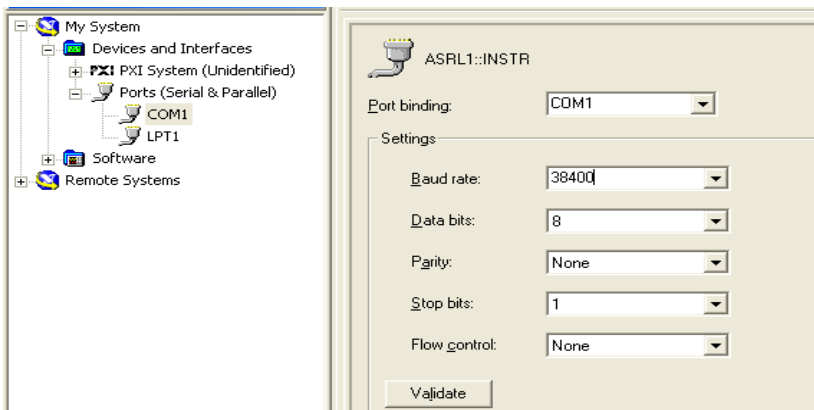 My System
Devices and Interfaces
PXI PXI System (Unidentified)
Ports (Serial & Parallel)
COM1
LPT1
Software
Remote Systems
ASRL1::INSTR
Port binding: COM1
Settings
Baud rate: 38400
Data bits: 8
Parity: None
Stop bits: 1
Flow control: None
Validate